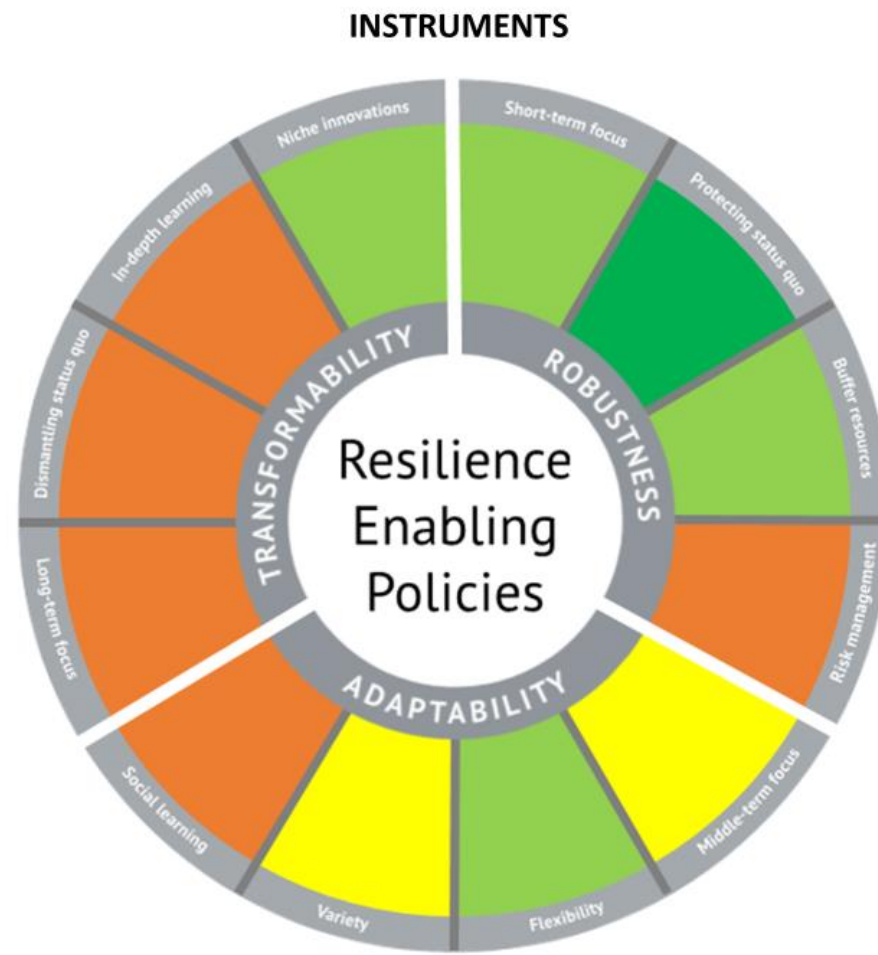 INSTRUMENTS
Short-term focus
Protecting status quo
Buffer resources
Risk management
Middle-term focus
Flexibility
Variety
Social learning
Long-term focus
Dismantling status quo
In-depth learning
Niche innovations
ROBUSTNESS
ADAPTABILITY
TRANSFORMABILITY
Resilience
Enabling
Policies